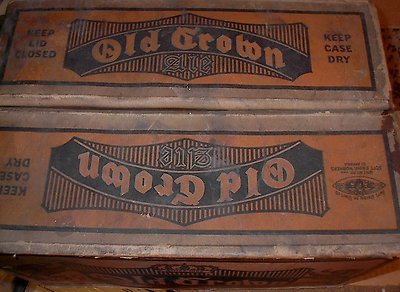 KEEP
LID
CLOSED
Old Crown
Ale
KEEP
CASE
DRY
Old Crown
Ale
KEEP
CASE
DRY